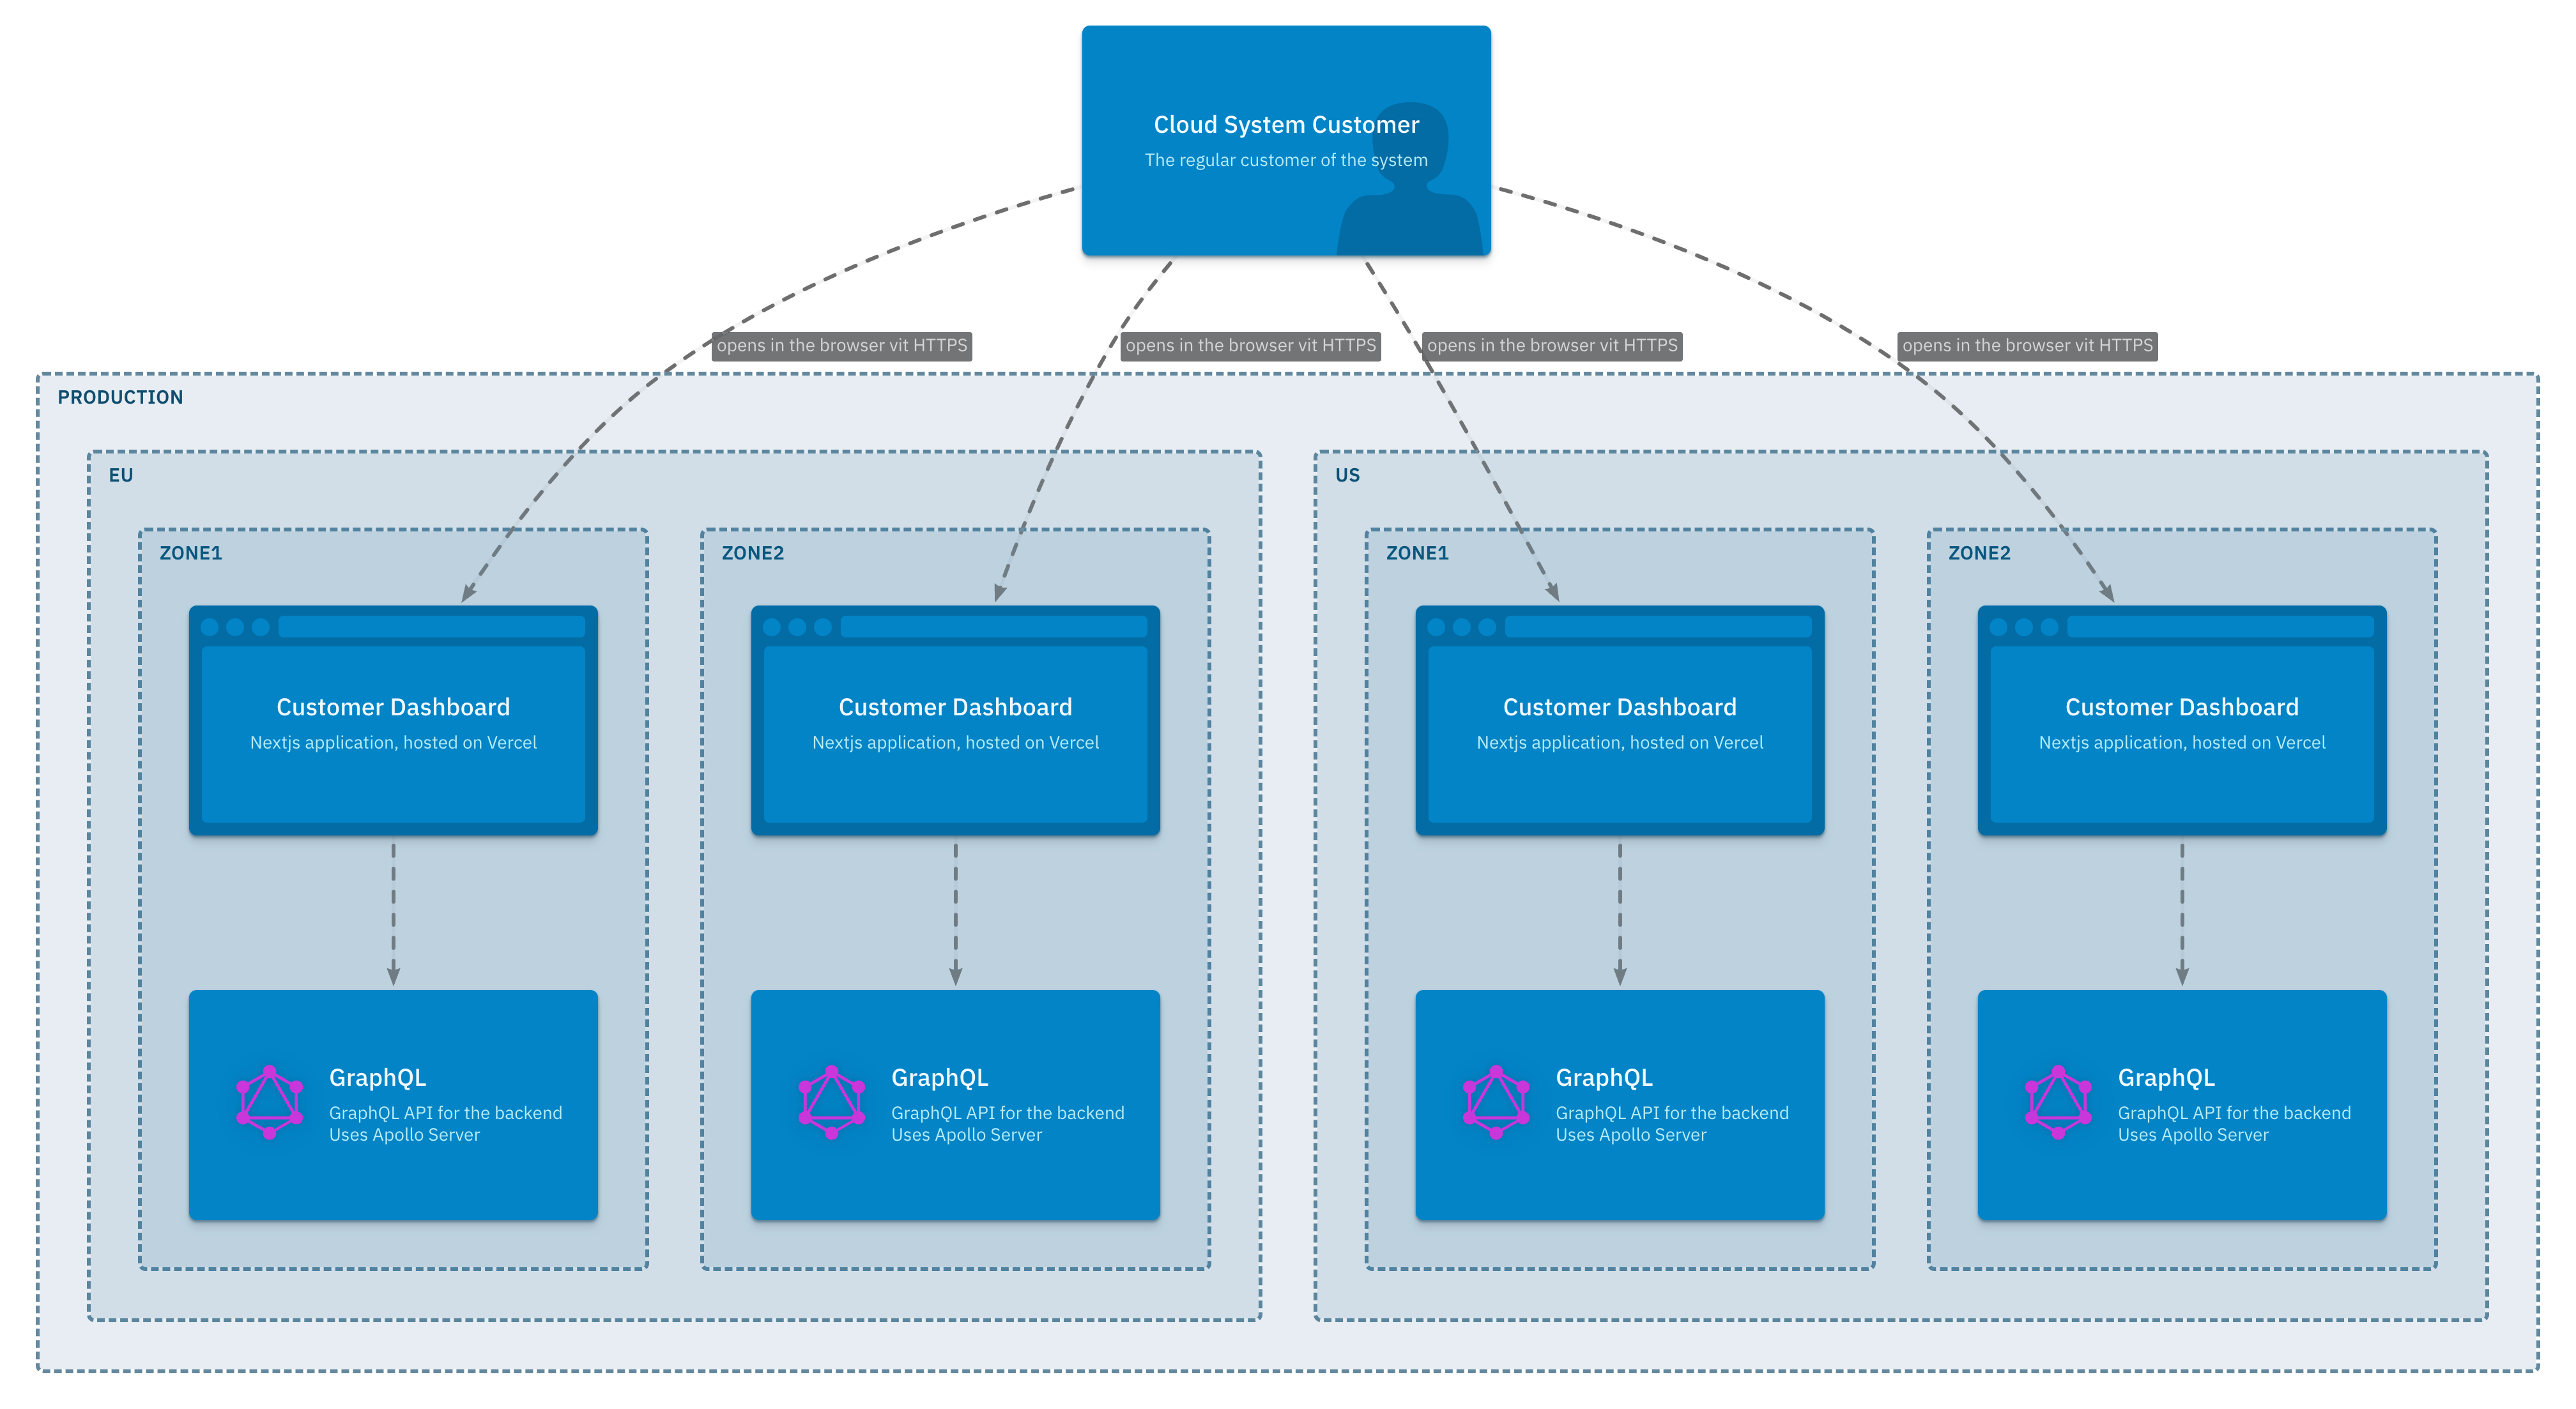 Cloud System Customer
The regular customer of the system
opens in the browser vit HTTPS
opens in the browser vit HTTPS
opens in the browser vit HTTPS
opens in the browser vit HTTPS
PRODUCTION
EU
ZONE1
Customer Dashboard
Nextjs application, hosted on Vercel
GraphQL
GraphQL API for the backend
Uses Apollo Server
ZONE2
Customer Dashboard
Nextjs application, hosted on Vercel
GraphQL
GraphQL API for the backend
Uses Apollo Server
US
ZONE1
Customer Dashboard
Nextjs application, hosted on Vercel
GraphQL
GraphQL API for the backend
Uses Apollo Server
ZONE2
Customer Dashboard
Nextjs application, hosted on Vercel
GraphQL
GraphQL API for the backend
Uses Apollo Server